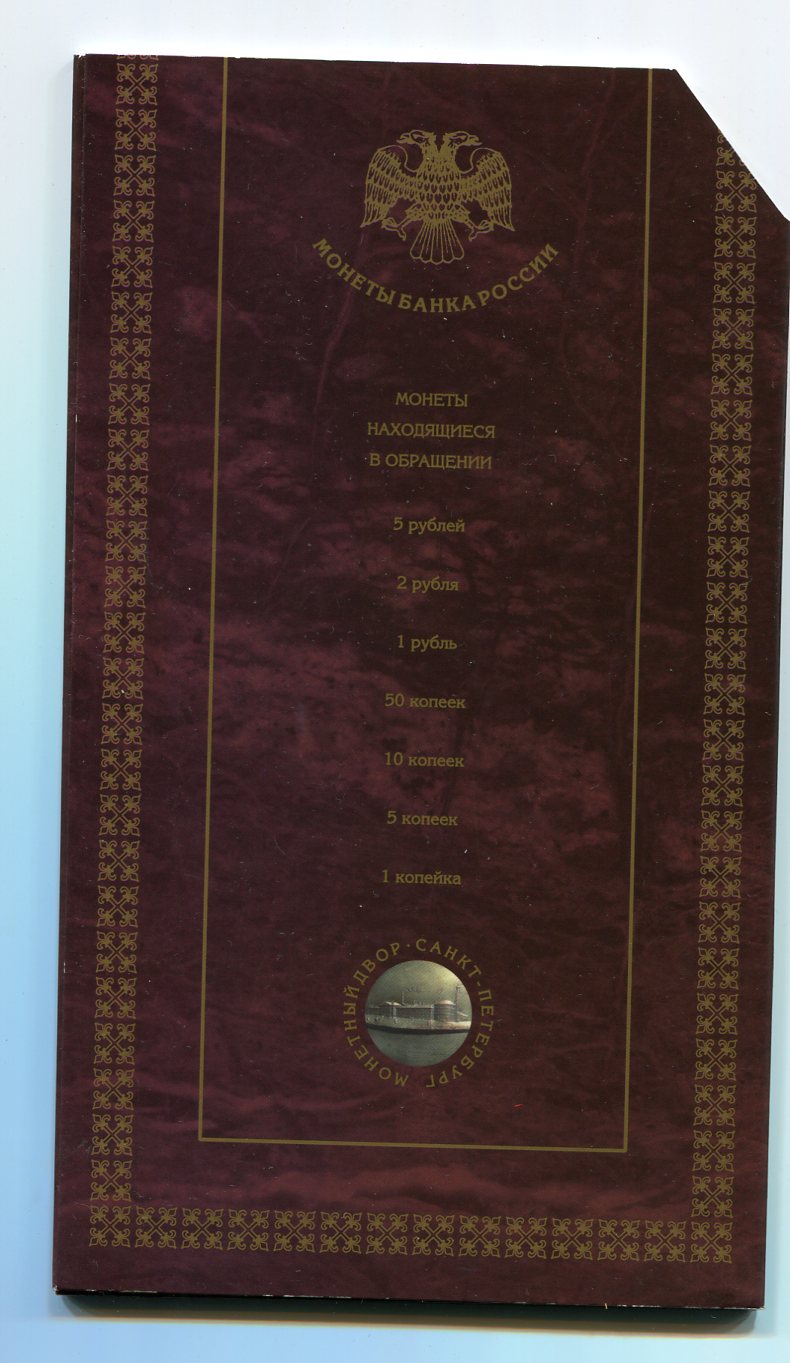 МОНЕТЫ БАНКА РОССИИ
МОНЕТЫ
НАХОДЯЩИЕСЯ
В ОБРАЩЕНИИ
5 рублей
2 рубля
1 рубль
50 копеек
10 копеек
5 копеек
1 копейка
МОНЕТНЫЙ ДВОР · САНКТ-ПЕТЕРБУРГ